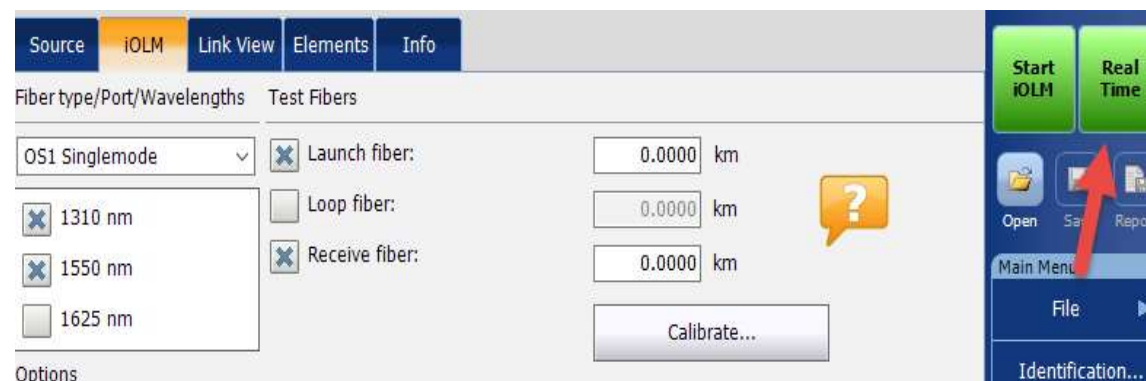 Source iOLM Link View Elements Info
Fiber type/Port/Wavelengths Test Fibers
OS1 Singlemode
1310 nm
1550 nm
1625 nm
Launch fiber: 0.0000 km
Loop fiber: 0.0000 km
Receive fiber: 0.0000 km
?
Calibrate...
Options
Start
iOLM
Real
Time
Open Sa Repo
Main Menu
File
Identification...